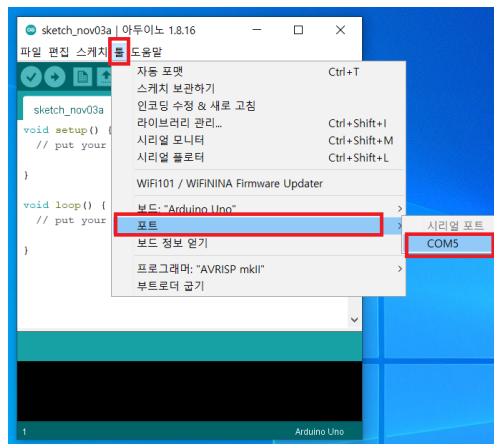 sketch_nov03a | 아두이노 1.8.16
파일 편집 스케치 툴 도움말
sketch_nov03a
void setup() {
// put your
}
void loop() {
// put your
}
자동 포맷 Ctrl+T
스케치 보관하기
인코딩 수정 & 새로 고침
라이브러리 관리... Ctrl+Shift+I
시리얼 모니터 Ctrl+Shift+M
시리얼 플로터 Ctrl+Shift+L
WiFi101 / WiFiNINA Firmware Updater
보드: "Arduino Uno"
포트
보드 정보 얻기
프로그래머: "AVRISP mkII"
부트로더 굽기
시리얼 포트
COM5
1 Arduino Uno